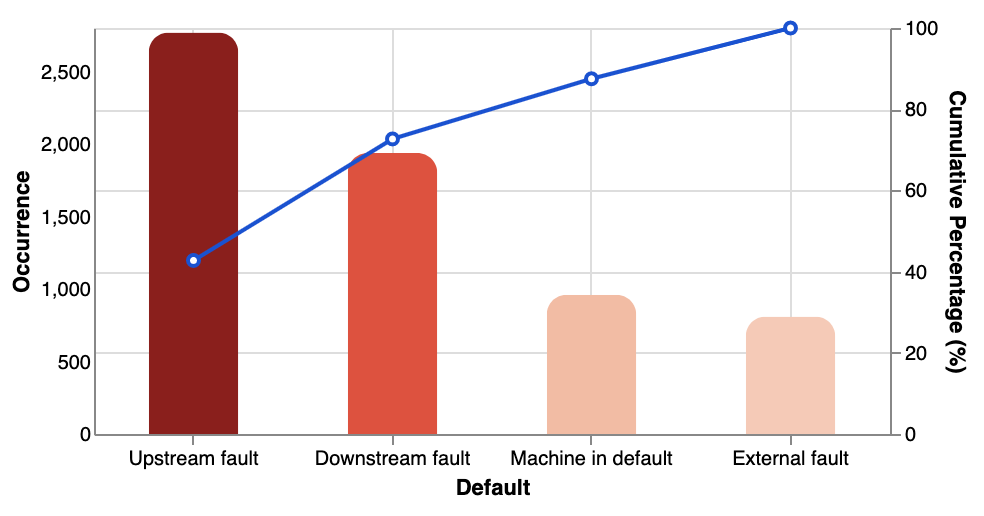 Occurrence
2,500
2,000
1,500
1,000
500
0
100
80
60
40
20
0
Cumulative Percentage (%)
Upstream fault
Downstream fault
Machine in default
External fault
Default